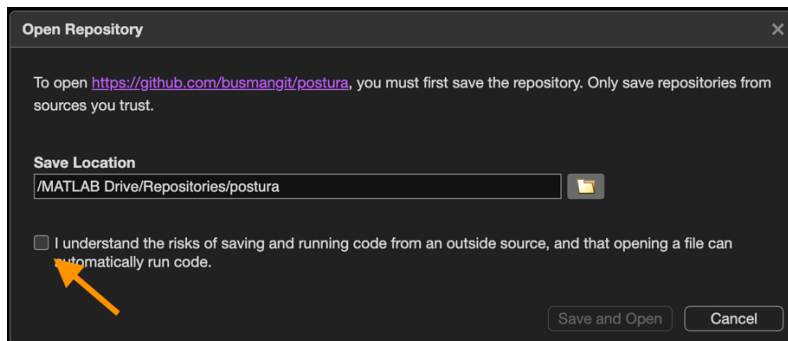 Open Repository
To open https://github.com/busmangit/postura, you must first save the repository. Only save repositories from
sources you trust.
Save Location
/MATLAB Drive/Repositories/postura
I understand the risks of saving and running code from an outside source, and that opening a file can
automatically run code.
Save and Open
Cancel